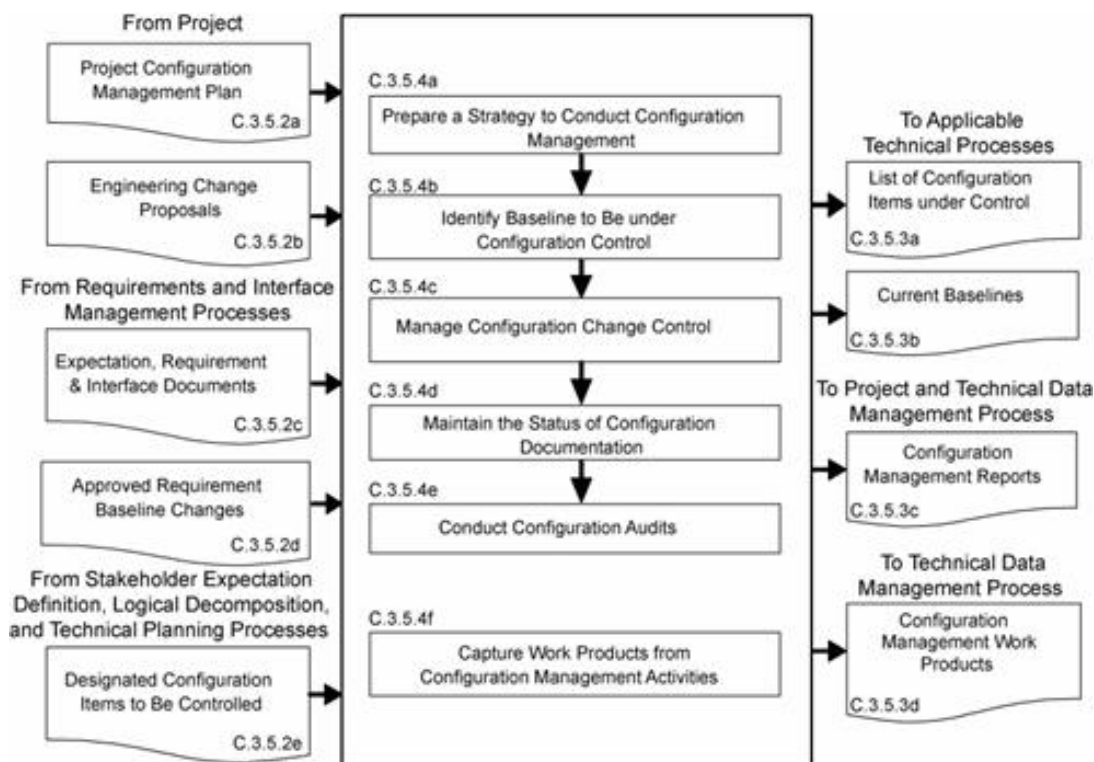 From Project
Project Configuration
Management Plan
C.3.5.2a
Engineering Change
Proposals
C.3.5.2b
From Requirements and Interface
Management Processes
Expectation, Requirement
& Interface Documents
C.3.5.2c
Approved Requirement
Baseline Changes
C.3.5.2d
From Stakeholder Expectation
Definition, Logical Decomposition,
and Technical Planning Processes
Designated Configuration
Items to Be Controlled
C.3.5.2e
C.3.5.4a
Prepare a Strategy to Conduct Configuration
Management
C.3.5.4b
Identify Baseline to Be under
Configuration Control
C.3.5.4c
Manage Configuration Change Control
C.3.5.4d
Maintain the Status of Configuration
Documentation
C.3.5.4e
Conduct Configuration Audits
C.3.5.4f
Capture Work Products from
Configuration Management Activities
To Applicable
Technical Processes
List of Configuration
Items under Control
C.3.5.3a
Current Baselines
C.3.5.3b
To Project and Technical Data
Management Process
Configuration
Management Reports
C.3.5.3c
To Technical Data
Management Process
Configuration
Management Work
Products
C.3.5.3d